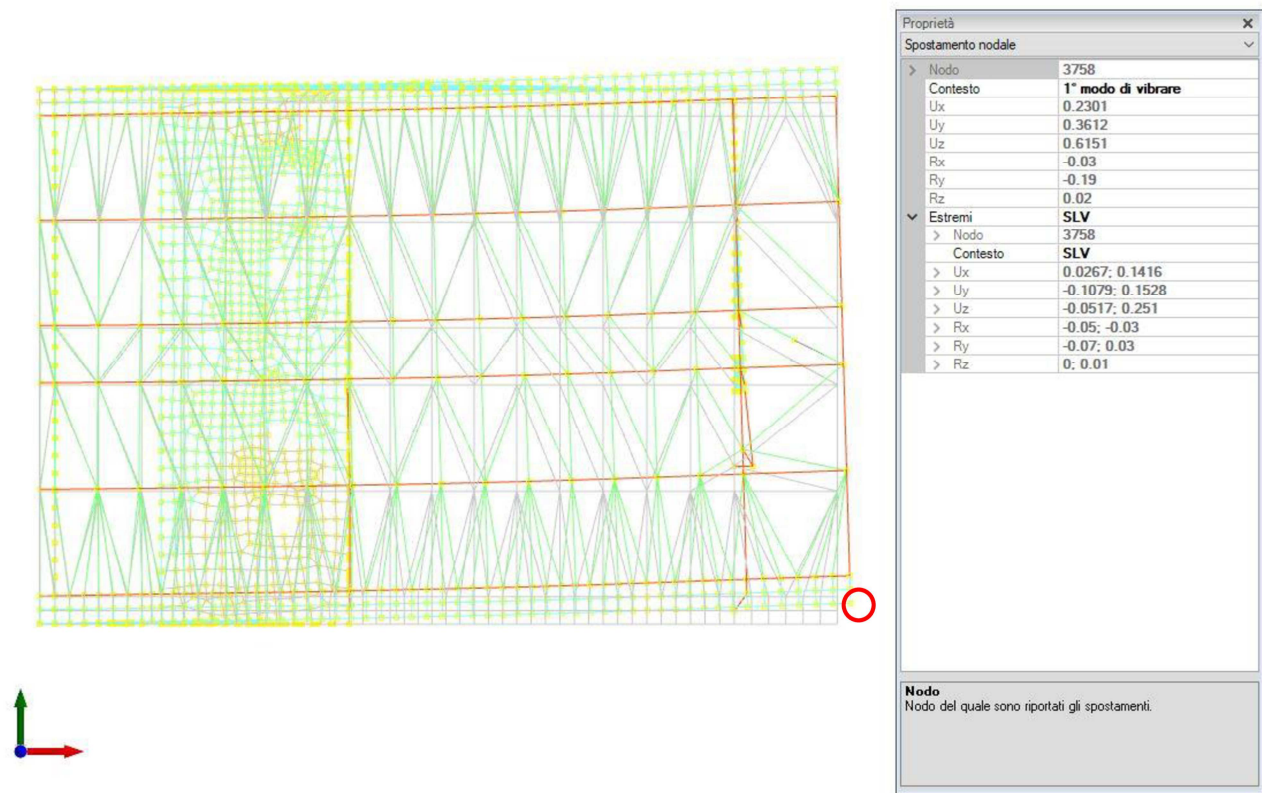 Proprietà
Spostamento nodale
Nodo 3758
Contesto 1° modo di vibrare
Ux 0.2301
Uy 0.3612
Uz 0.6151
Rx -0.03
Ry -0.19
Rz 0.02
Estremi SLV
Nodo 3758
Contesto SLV
Ux 0.0267; 0.1416
Uy -0.1079; 0.1528
Uz -0.0517; 0.251
Rx -0.05; -0.03
Ry -0.07; 0.03
Rz 0; 0.01
Nodo
Nodo del quale sono riportati gli spostamenti.